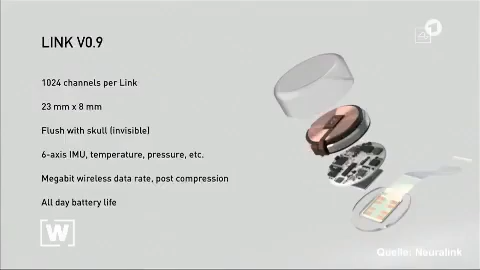 LINK V0.9
1024 channels per Link
23 mm x 8 mm
Flush with skull (invisible)
6-axis IMU, temperature, pressure, etc.
Megabit wireless data rate, post compression
All day battery life
[W]
Quelle: Neuralink